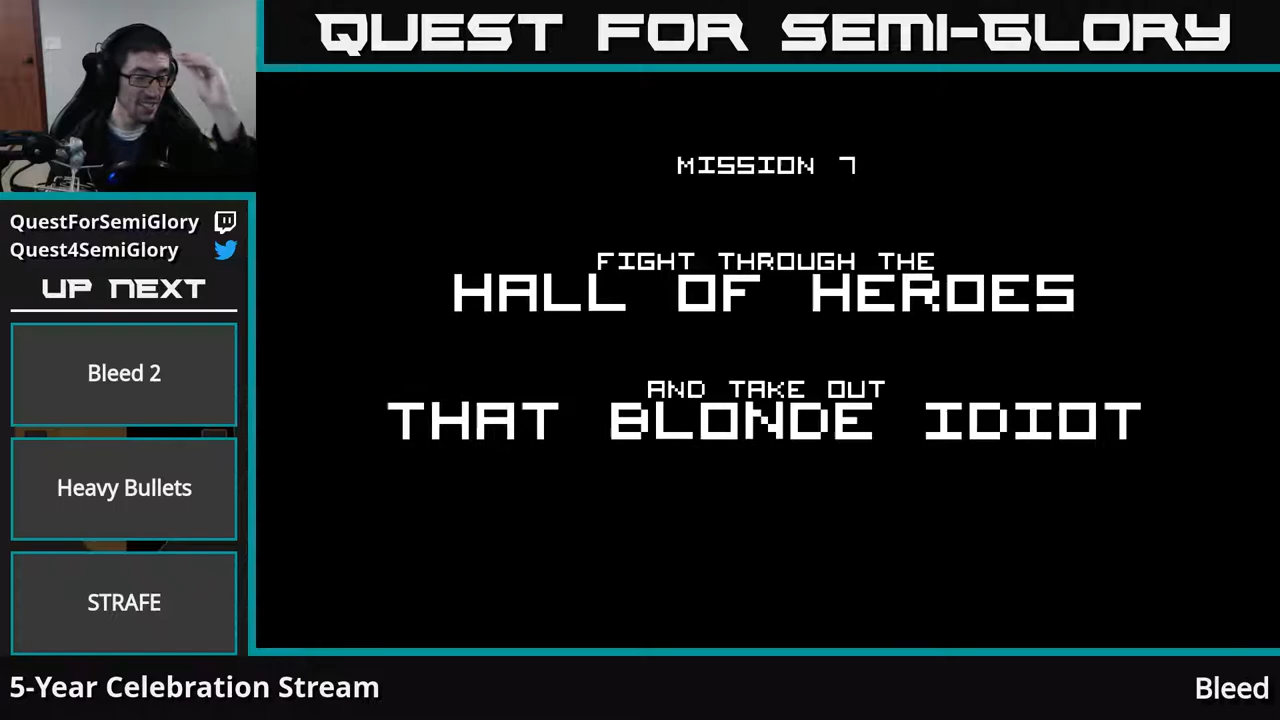 QUEST FOR SEMI-GLORY
MISSION 7
FIGHT THROUGH THE
HALL OF HEROES
AND TAKE OUT
THAT BLONDE IDIOT
QuestForSemiGlory
Quest4SemiGlory
UP NEXT
Bleed 2
Heavy Bullets
STRAFE
5-Year Celebration Stream
Bleed